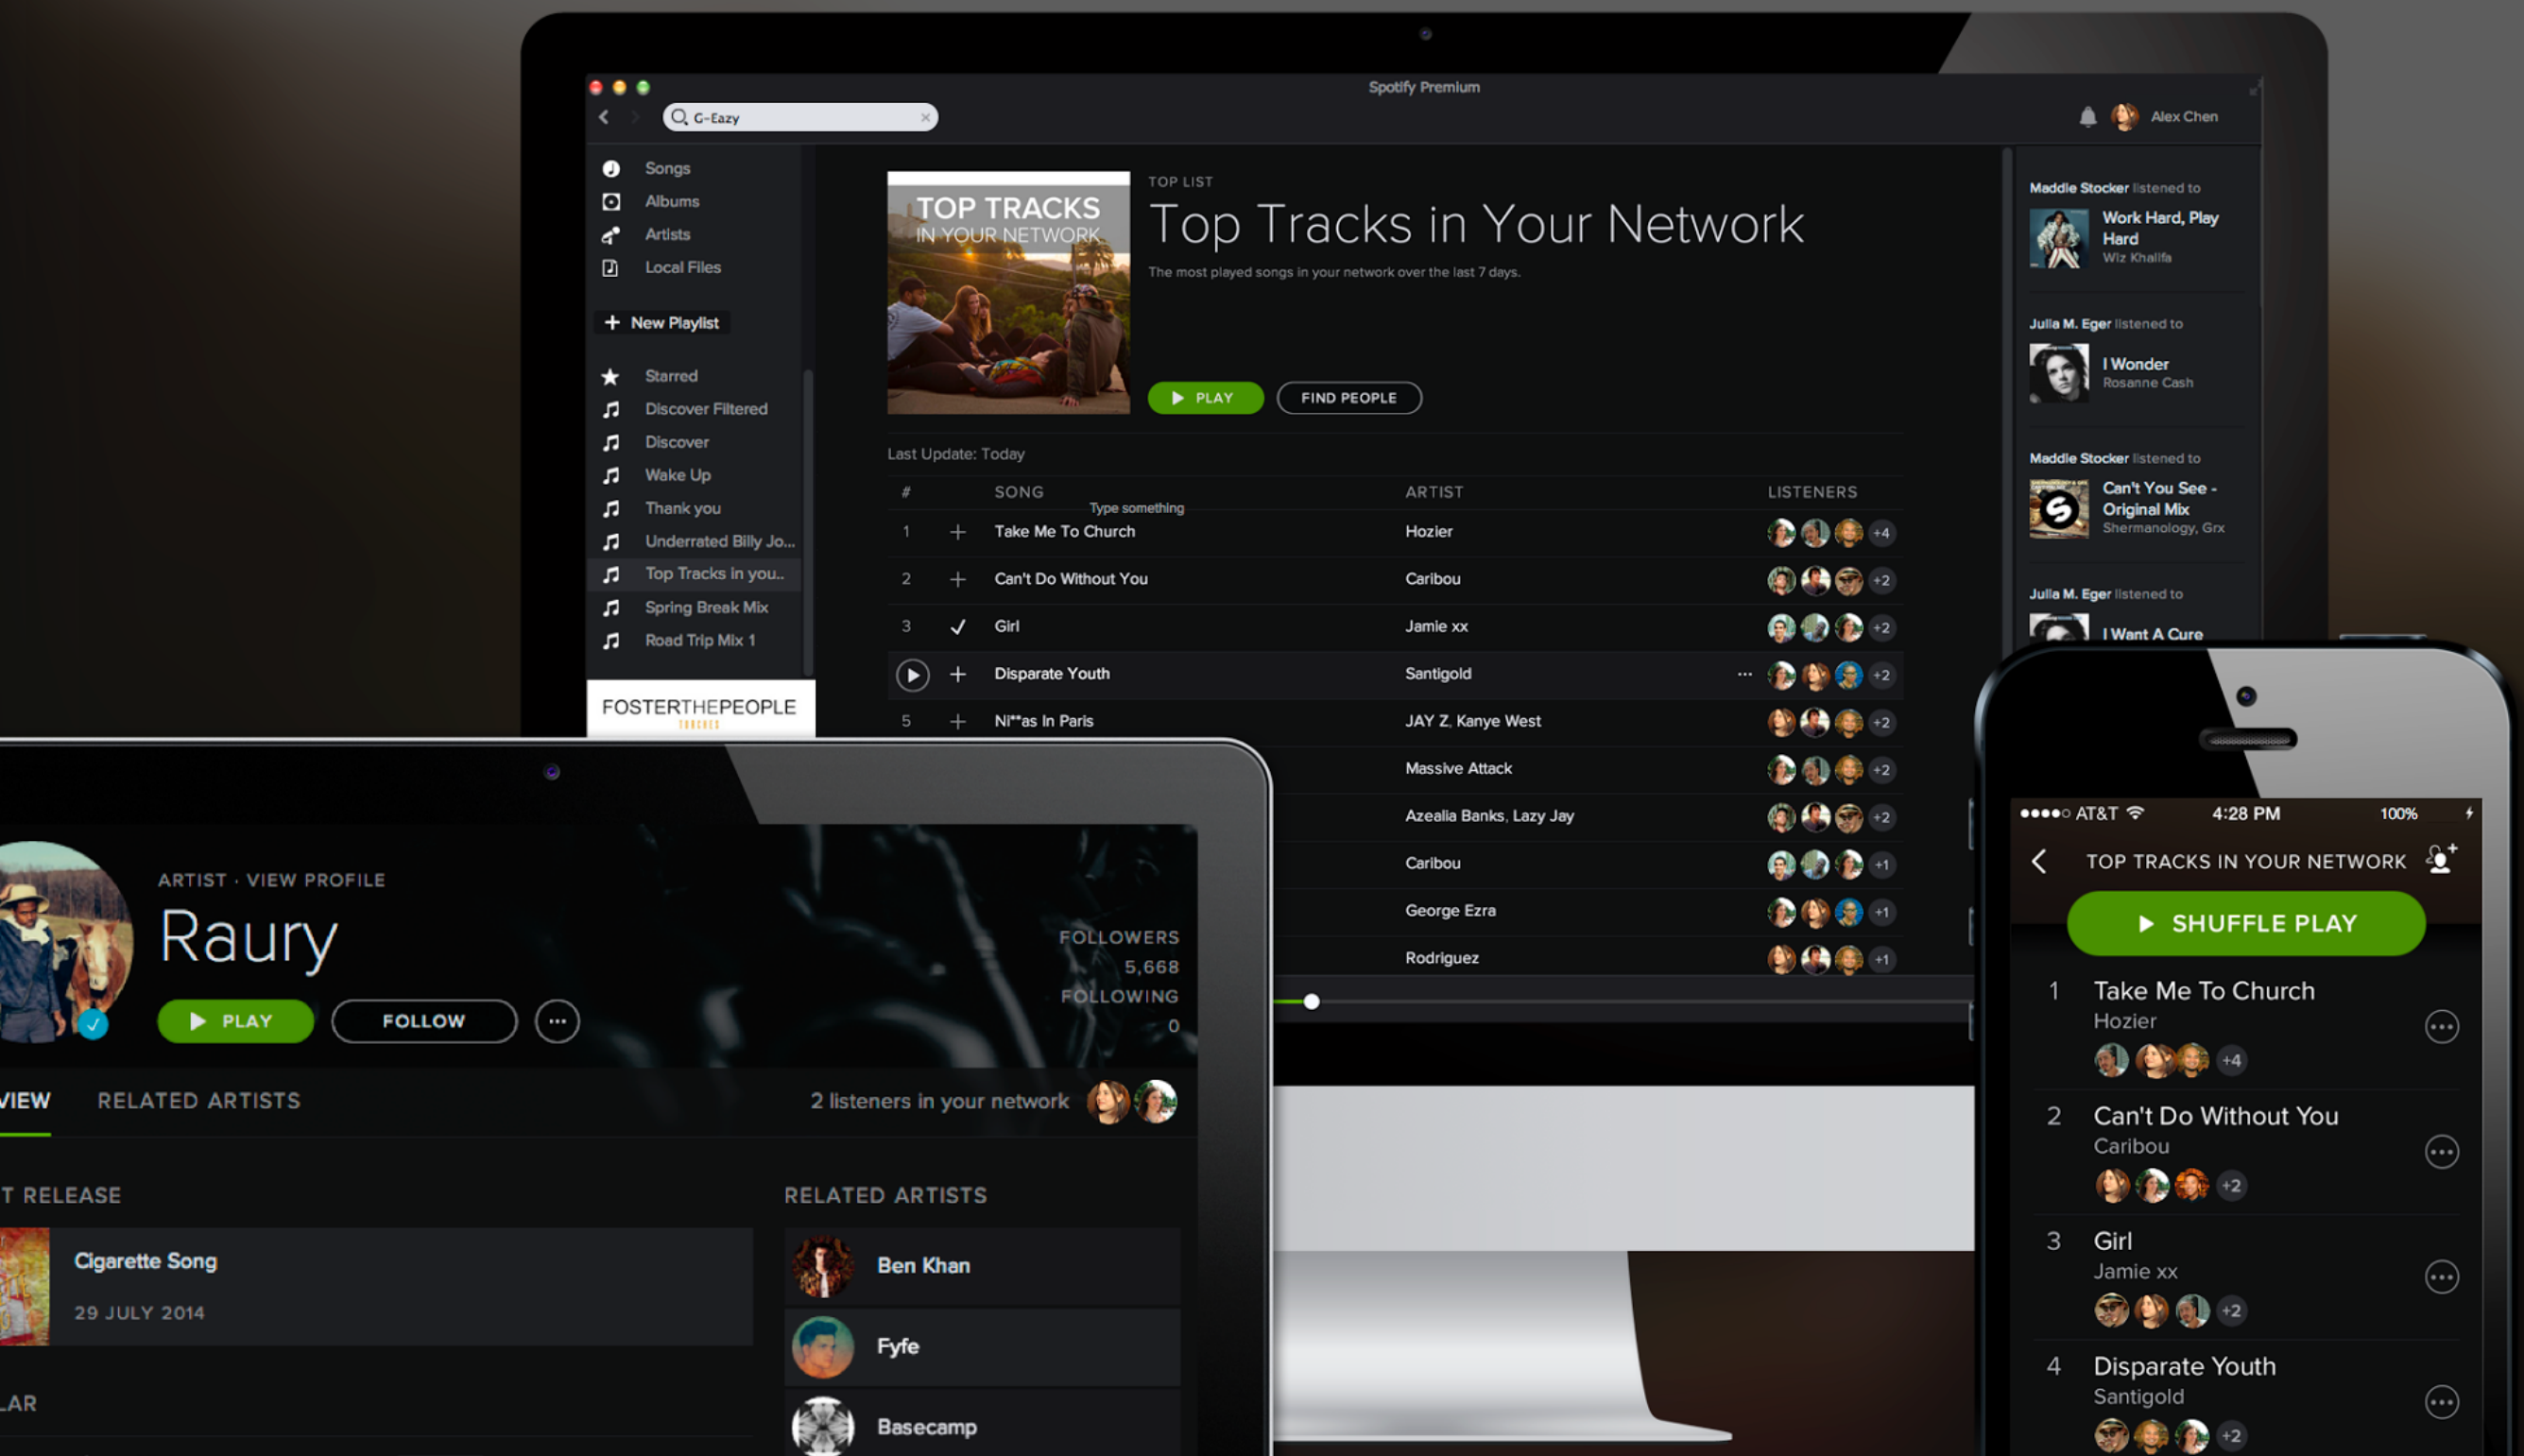 Spotify Premium
G-Eazy
Alex Chen
Songs
Albums
Artists
Local Files
New Playlist
Starred
Discover Filtered
Discover
Wake Up
Thank you
Underrated Billy Jo...
Top Tracks in you..
Spring Break Mix
Road Trip Mix 1
FOSTERTHEPEOPLE
TORCHES
TOP TRACKS
IN YOUR NETWORK
TOP LIST
Top Tracks in Your Network
The most played songs in your network over the last 7 days.
PLAY
FIND PEOPLE
Last Update: Today
# SONG ARTIST LISTENERS
Type something
1 Take Me To Church Hozier +4
2 Can't Do Without You Caribou +2
3 Girl Jamie xx +2
Disparate Youth Santigold ... +2
5 Ni**as In Paris JAY Z, Kanye West +2
Massive Attack +2
Azealia Banks, Lazy Jay +2
Caribou +1
George Ezra +1
Rodriguez +1
Maddie Stocker listened to
Work Hard, Play
Hard
Wiz Khalifa
Julia M. Eger listened to
I Wonder
Rosanne Cash
Maddie Stocker listened to
SHERMANOLOGY & GRX
CAN'T YOU SEE
Can't You See -
Original Mix
Shermanology, Grx
Julia M. Eger listened to
I Want A Cure
ARTIST · VIEW PROFILE
Raury
PLAY
FOLLOW
...
FOLLOWERS
5,668
FOLLOWING
0
VIEW
RELATED ARTISTS
2 listeners in your network
T RELEASE
Cigarette Song
29 JULY 2014
LAR
RELATED ARTISTS
Ben Khan
Fyfe
Basecamp
AT&T 4:28 PM 100%
TOP TRACKS IN YOUR NETWORK
SHUFFLE PLAY
1 Take Me To Church
Hozier
+4
2 Can't Do Without You
Caribou
+2
3 Girl
Jamie xx
+2
4 Disparate Youth
Santigold
+2